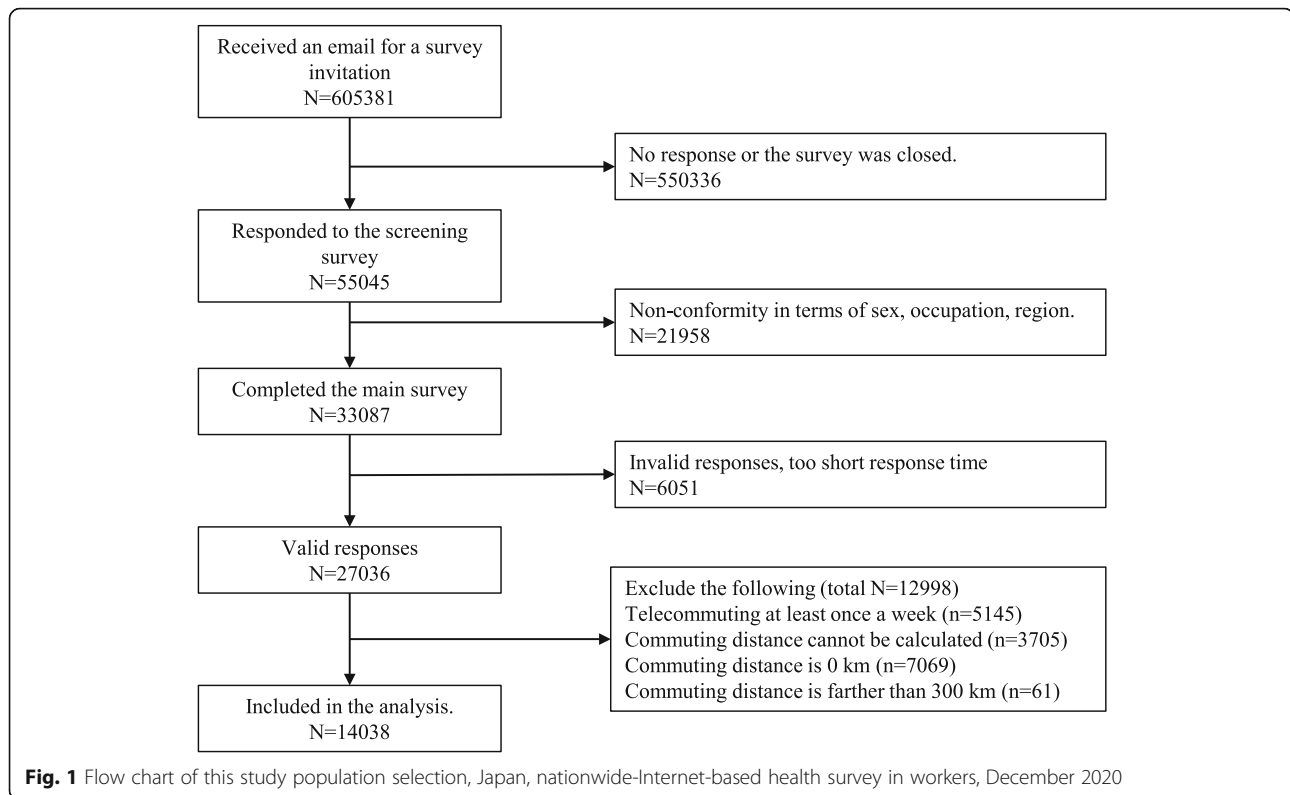 Received an email for a survey
invitation
N=605381
No response or the survey was closed.
N=550336
Responded to the screening
survey
N=55045
Non-conformity in terms of sex, occupation, region.
N=21958
Completed the main survey
N=33087
Invalid responses, too short response time
N=6051
Valid responses
N=27036
Exclude the following (total N=12998)
Telecommuting at least once a week (n=5145)
Commuting distance cannot be calculated (n=3705)
Commuting distance is 0 km (n=7069)
Commuting distance is farther than 300 km (n=61)
Included in the analysis.
N=14038
Fig. 1 Flow chart of this study population selection, Japan, nationwide-Internet-based health survey in workers, December 2020